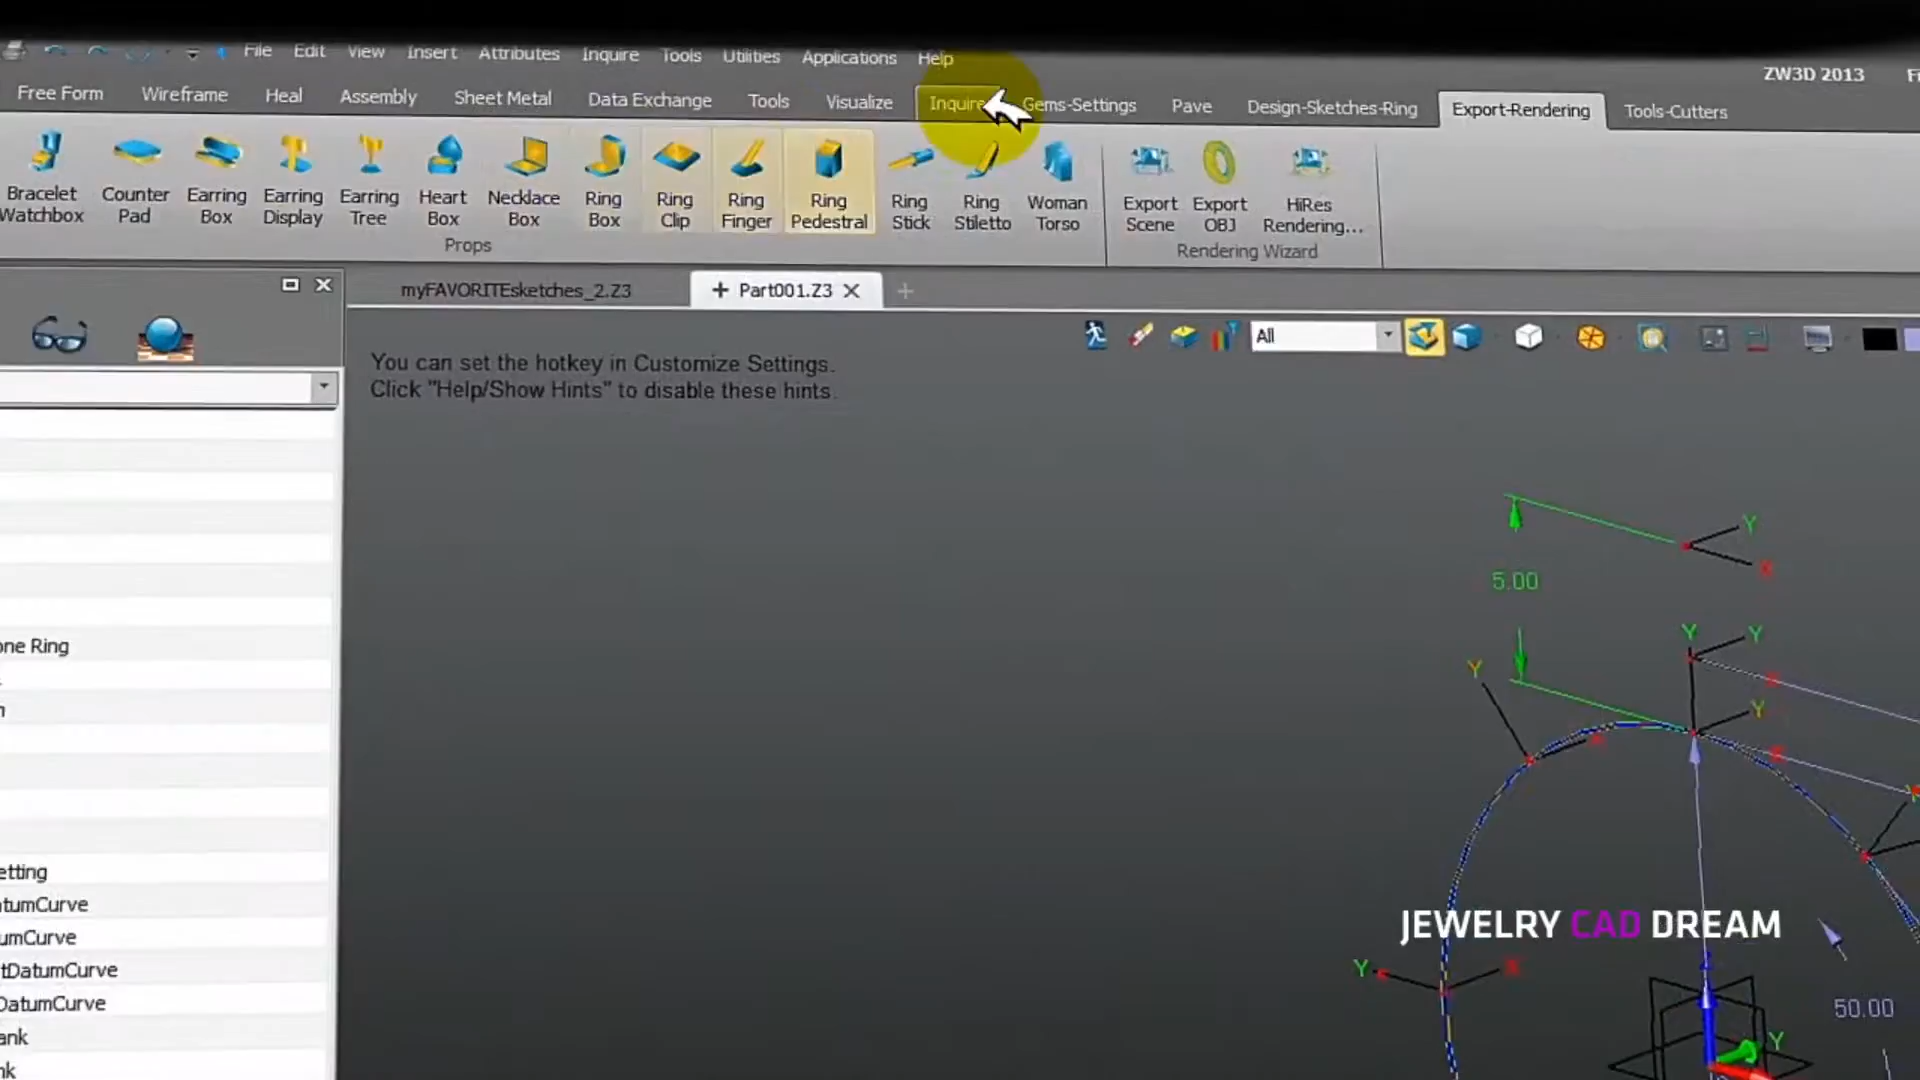 File Edit View Insert Attributes Inquire Tools Utilities Applications Help
ZW3D 2013
Free Form Wireframe Heal Assembly Sheet Metal Data Exchange Tools Visualize Inquire Gems-Settings Pave Design-Sketches-Ring Export-Rendering Tools-Cutters
Bracelet Watchbox
Counter Pad
Earring Box
Earring Display
Earring Tree
Heart Box
Necklace Box
Ring Box
Ring Clip
Ring Finger
Ring Pedestral
Ring Stick
Ring Stiletto
Woman Torso
Export Scene
Export OBJ
HiRes Rendering...
Props
Rendering Wizard
myFAVORITEsketches_2.Z3
Part001.Z3
All
You can set the hotkey in Customize Settings.
Click "Help/Show Hints" to disable these hints.
one Ring
etting
atumCurve
umCurve
tDatumCurve
DatumCurve
ank
nk
Y
X
5.00
Y Y
Y
Y
Y
Y X
50.00
Y
JEWELRY CAD DREAM